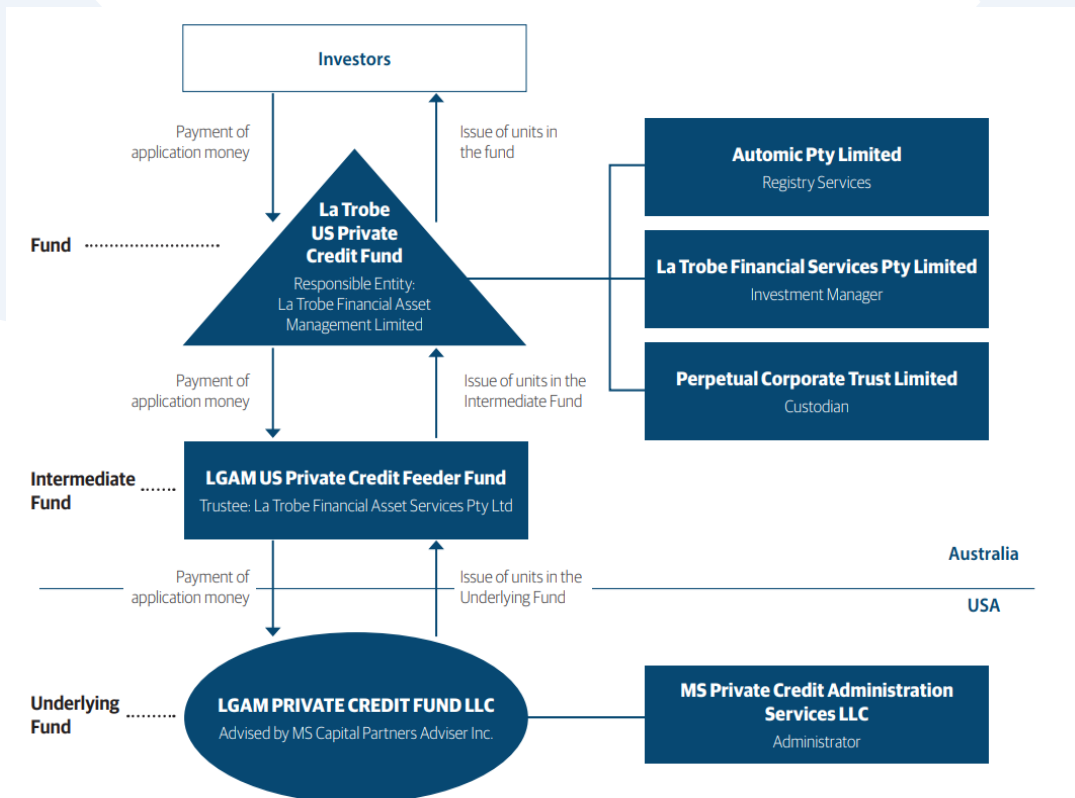 Investors
Payment of
application money
Issue of units in
the fund
Automic Pty Limited
Registry Services
Fund
La Trobe
US Private
Credit Fund
Responsible Entity:
La Trobe Financial Asset
Management Limited
La Trobe Financial Services Pty Limited
Investment Manager
Perpetual Corporate Trust Limited
Custodian
Payment of
application money
Issue of units in the
Intermediate Fund
Intermediate
Fund
LGAM US Private Credit Feeder Fund
Trustee: La Trobe Financial Asset Services Pty Ltd
Payment of
application money
Issue of units in the
Underlying Fund
Australia
USA
Underlying
Fund
LGAM PRIVATE CREDIT FUND LLC
Advised by MS Capital Partners Adviser Inc.
MS Private Credit Administration
Services LLC
Administrator